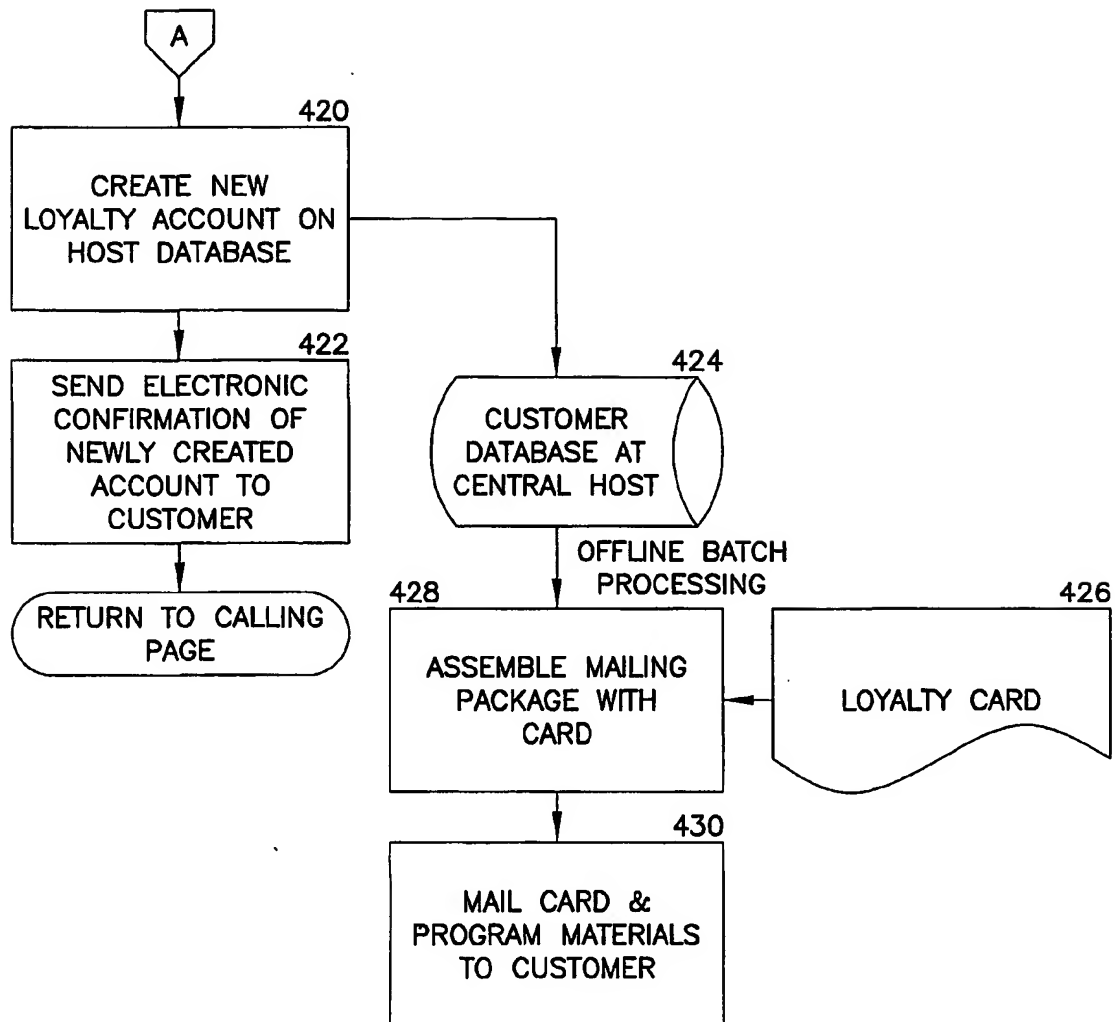 A
420
CREATE NEW
LOYALTY ACCOUNT ON
HOST DATABASE
422
SEND ELECTRONIC
CONFIRMATION OF
NEWLY CREATED
ACCOUNT TO
CUSTOMER
RETURN TO CALLING
PAGE
424
CUSTOMER
DATABASE AT
CENTRAL HOST
OFFLINE BATCH
PROCESSING
428
ASSEMBLE MAILING
PACKAGE WITH
CARD
426
LOYALTY CARD
430
MAIL CARD &
PROGRAM MATERIALS
TO CUSTOMER